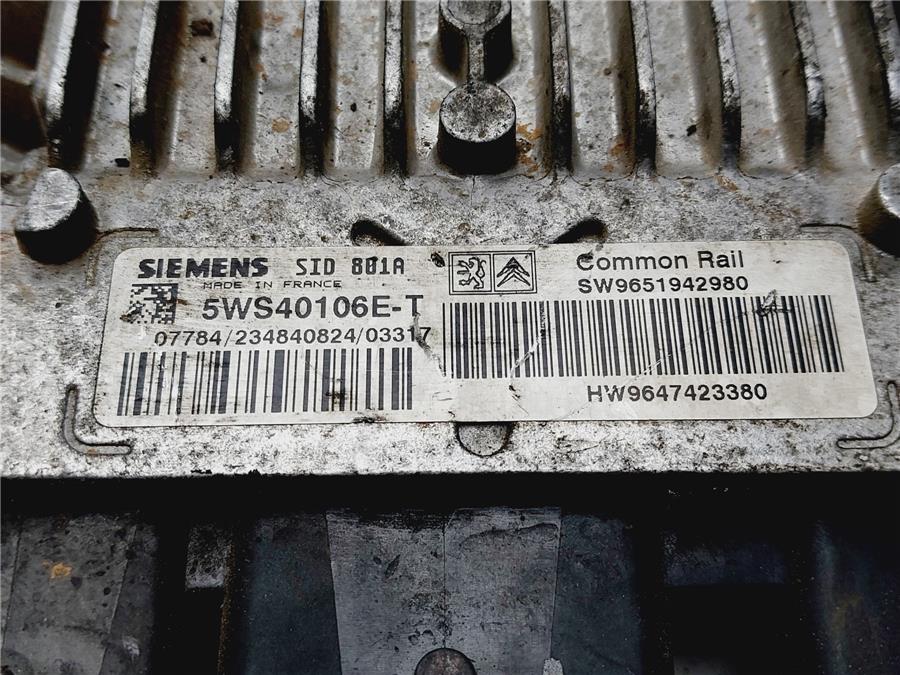 SIEMENS SID 801A
MADE IN FRANCE
5WS40106E-T
07784/234840824/03317
Common Rail
SW9651942980
HW9647423380